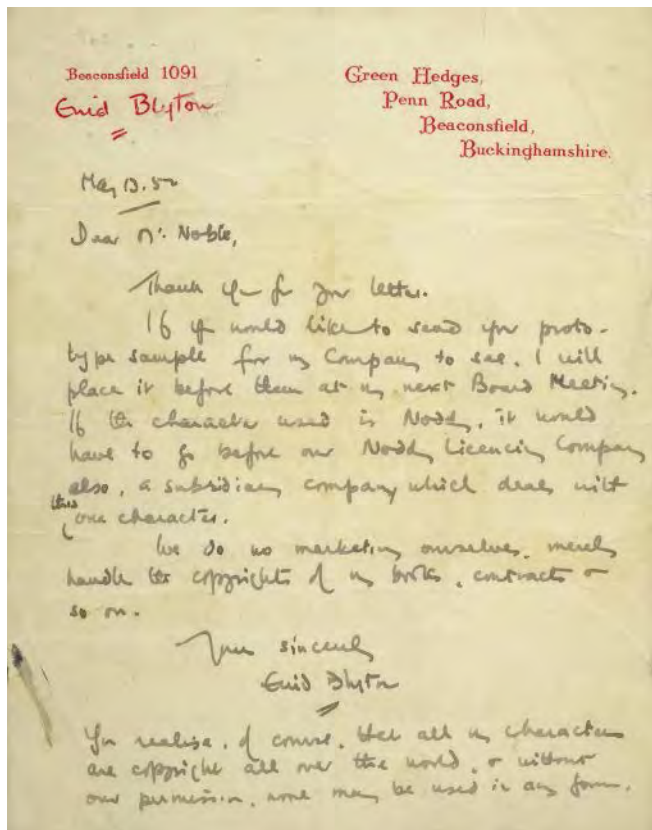 Beaconsfield 1091
Enid Blyton
Green Hedges,
Penn Road,
Beaconsfield,
Buckinghamshire.
May 13. 52
Dear Mr. Noble,
Thank you for your letter.
If you would like to send your proto-
type sample for my Company to see, I will
place it before them at my next Board Meeting.
If the character used is Noddy, it would
have to go before our Noddy Licencing Company
also, a subsidiary company which deals with
this
one character.
We do no marketing ourselves, merely
handle the copyrights of my books, contracts &
so on.
Yours sincerely
Enid Blyton
You realise, of course, that all my characters
are copyright all over the world, & without
our permission, none may be used in any form.